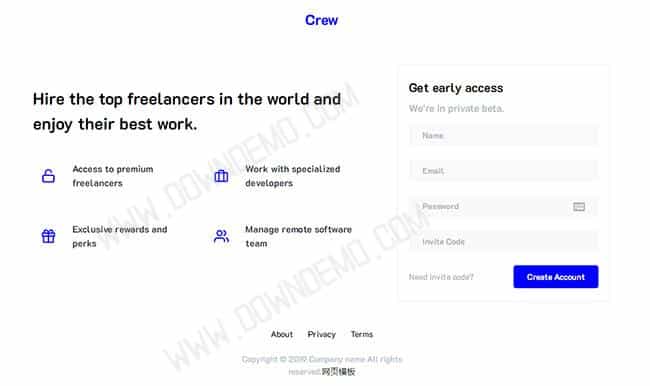 Crew
Hire the top freelancers in the world and
enjoy their best work.
Access to premium
freelancers
Work with specialized
developers
Exclusive rewards and
perks
Manage remote software
team
Get early access
We're in private beta.
Name
Email
Password
Invite Code
Need invite code?
Create Account
About Privacy Terms
Copyright © 2019 Company name All rights
reserved.网页模板
WWW.DOWNDEMO.COM
WWW.DOWNDEMO.COM